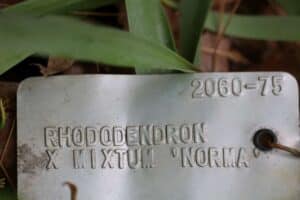 2060-75
RHODODENDRON
X MIXTUM 'NORMA'